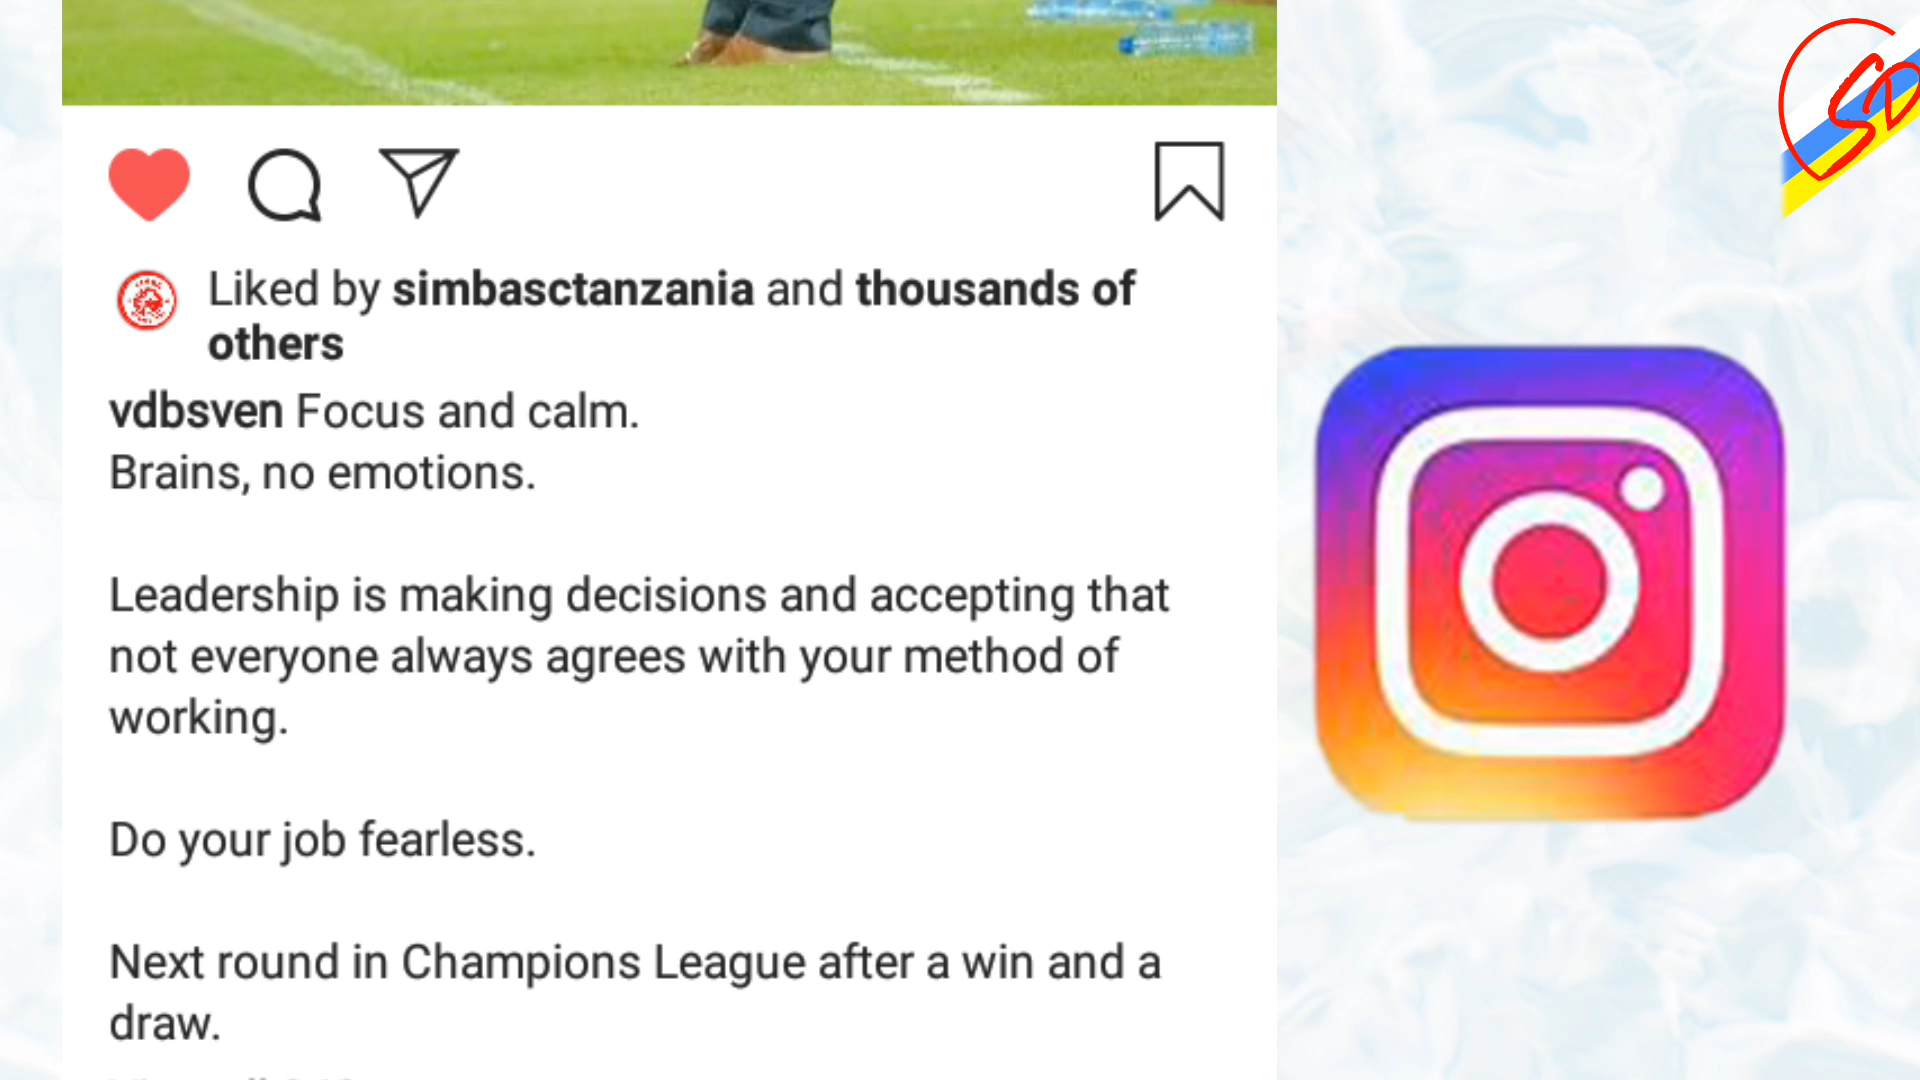 Liked by simbasctanzania and thousands of
others
vdbsven Focus and calm.
Brains, no emotions.
Leadership is making decisions and accepting that
not everyone always agrees with your method of
working.
Do your job fearless.
Next round in Champions League after a win and a
draw.